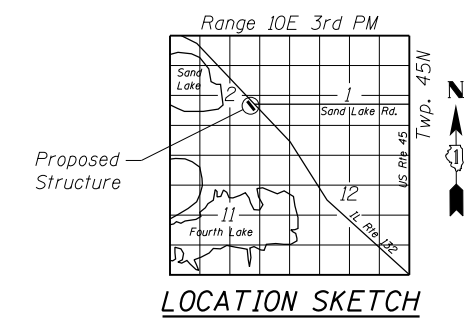 Range 10E 3rd PM
Twp. 45N
N
Sand
Lake
2
1
Sand Lake Rd.
US Rte 45
1
Proposed
Structure
12
11
Fourth Lake
IL Rte 132
LOCATION SKETCH